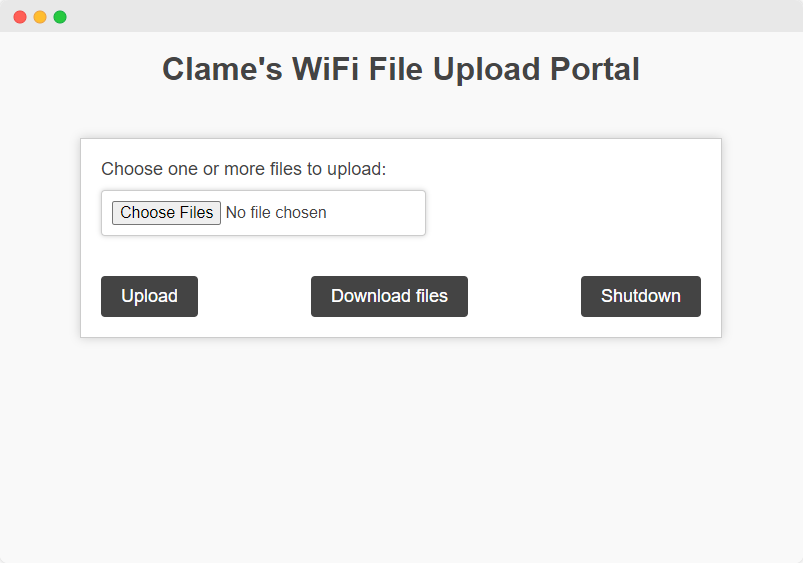 Clame's WiFi File Upload Portal
Choose one or more files to upload:
Choose Files No file chosen
Upload Download files Shutdown